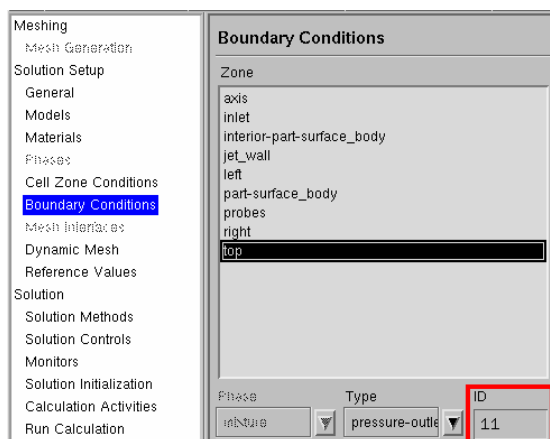 Meshing
Mesh Generation
Solution Setup
General
Models
Materials
Phases
Cell Zone Conditions
Boundary Conditions
Mesh Interfaces
Dynamic Mesh
Reference Values
Solution
Solution Methods
Solution Controls
Monitors
Solution Initialization
Calculation Activities
Run Calculation
Boundary Conditions
Zone
axis
inlet
interior-part-surface_body
jet_wall
left
part-surface_body
probes
right
top
Phase
Type
ID
mixture
pressure-outle
11